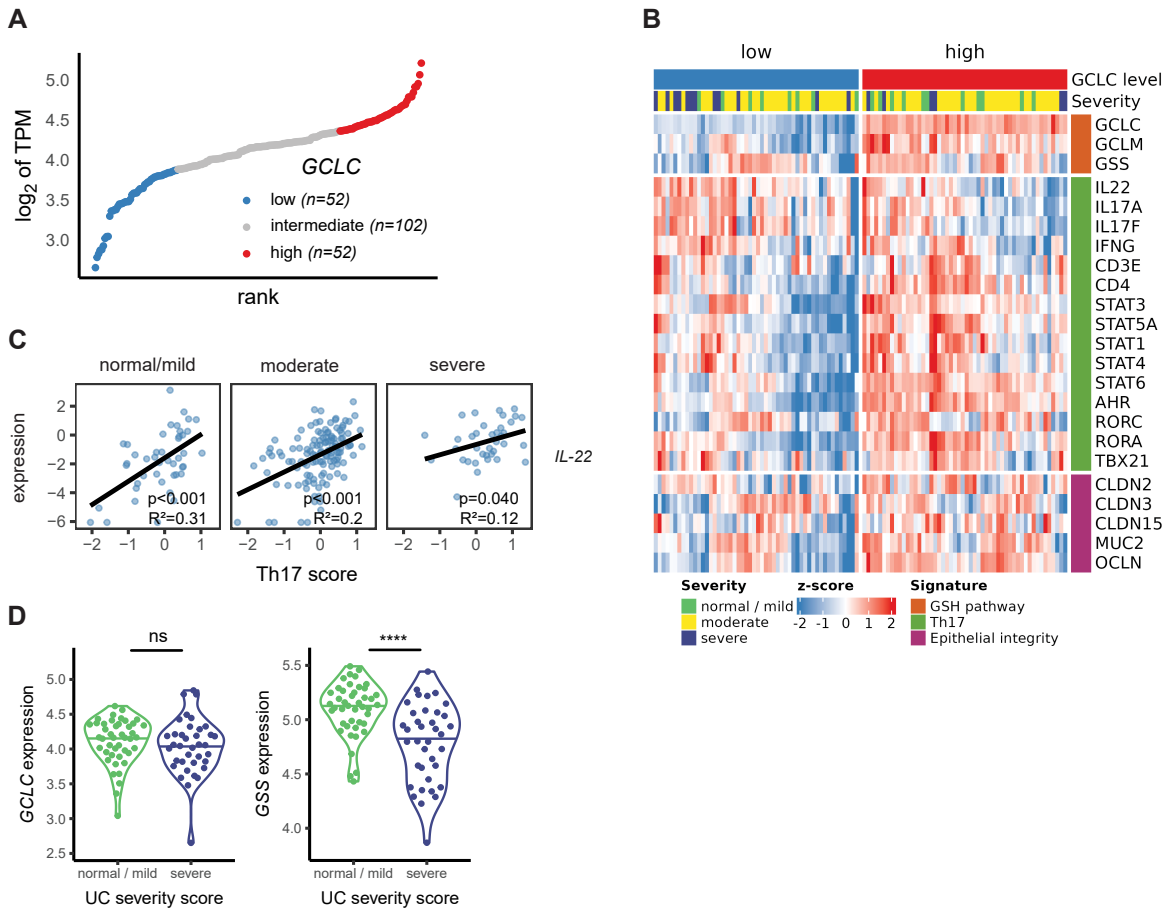 A
5.0
4.5
4.0
3.5
3.0
log2 of TPM
GCLC
low (n=52)
intermediate (n=102)
high (n=52)
rank
B
low
high
GCLC level
Severity
GCLC
GCLM
GSS
IL22
IL17A
IL17F
IFNG
CD3E
CD4
STAT3
STAT5A
STAT1
STAT4
STAT6
AHR
RORC
RORA
TBX21
CLDN2
CLDN3
CLDN15
MUC2
OCLN
Severity
normal / mild
moderate
severe
z-score
-2 -1 0 1 2
Signature
GSH pathway
Th17
Epithelial integrity
C
normal/mild
moderate
severe
expression
2
0
−2
−4
−6
p<0.001
R²=0.31
p<0.001
R²=0.2
p=0.040
R²=0.12
IL-22
−2 −1 0 1
−2 −1 0 1
−2 −1 0 1
Th17 score
D
ns
GCLC expression
5.0
4.5
4.0
3.5
3.0
2.5
normal / mild severe
UC severity score
****
GSS expression
5.5
5.0
4.5
4.0
normal / mild severe
UC severity score